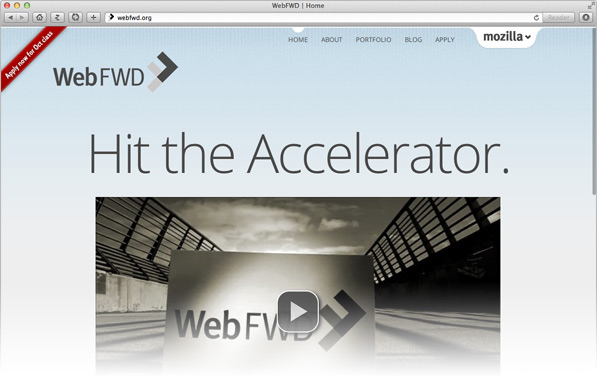 WebFWD | Home
webfwd.org
Reader
Apply now for Oct class
HOME ABOUT PORTFOLIO BLOG APPLY
mozilla
WebFWD
Hit the Accelerator.
WebFWD